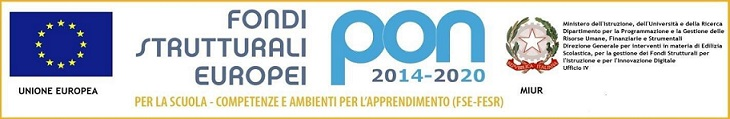 FONDI
STRUTTURALI
EUROPEI
pon
2014-2020
UNIONE EUROPEA
PER LA SCUOLA - COMPETENZE E AMBIENTI PER L'APPRENDIMENTO (FSE-FESR)
MIUR
Ministero dell'Istruzione, dell'Università e della Ricerca
Dipartimento per la Programmazione e la Gestione delle
Risorse Umane, Finanziarie e Strumentali
Direzione Generale per interventi in materia di Edilizia
Scolastica, per la gestione dei Fondi Strutturali per
l'Istruzione e per l'Innovazione Digitale
Ufficio IV